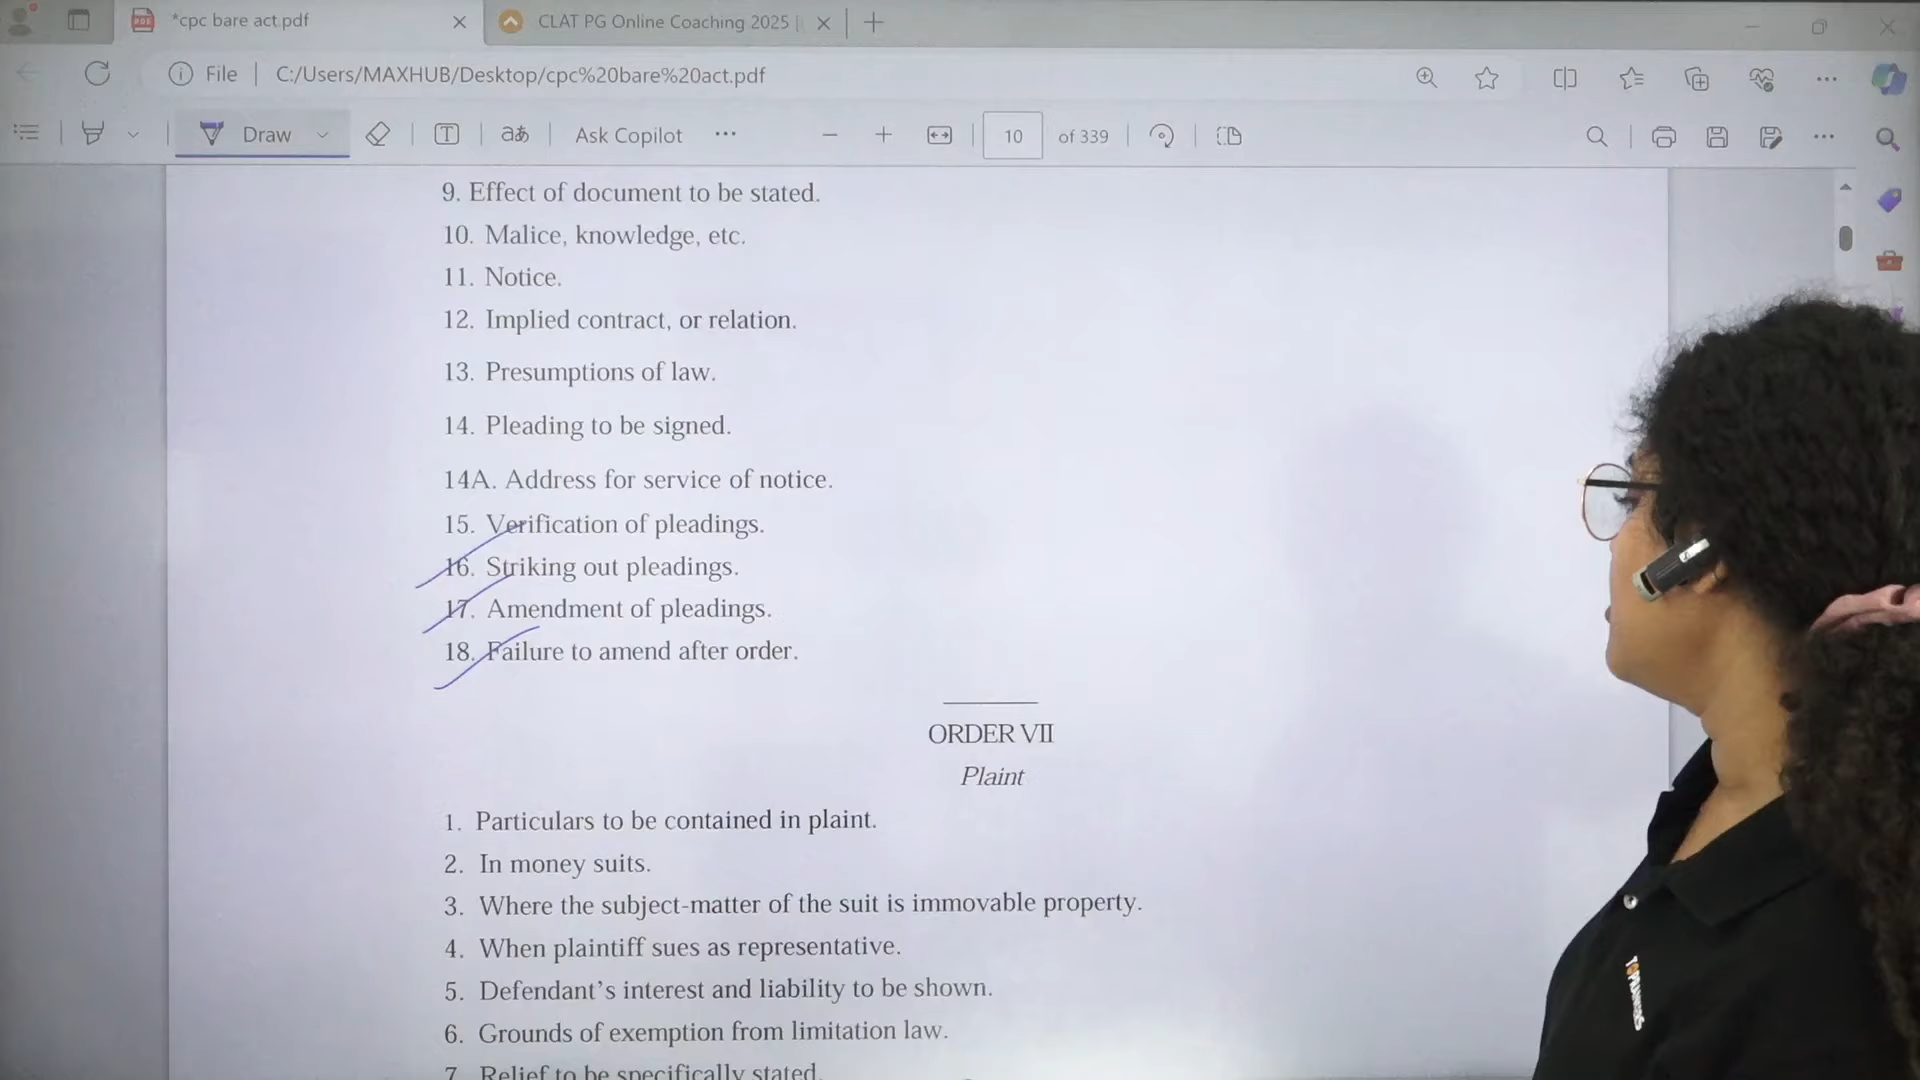 *cpc bare act.pdf
CLAT PG Online Coaching 2025 |
File
C:/Users/MAXHUB/Desktop/cpc%20bare%20act.pdf
Draw
aあ
Ask Copilot
10 of 339
9. Effect of document to be stated.
10. Malice, knowledge, etc.
11. Notice.
12. Implied contract, or relation.
13. Presumptions of law.
14. Pleading to be signed.
14A. Address for service of notice.
15. Verification of pleadings.
16. Striking out pleadings.
17. Amendment of pleadings.
18. Failure to amend after order.
ORDER VII
Plaint
1. Particulars to be contained in plaint.
2. In money suits.
3. Where the subject-matter of the suit is immovable property.
4. When plaintiff sues as representative.
5. Defendant's interest and liability to be shown.
6. Grounds of exemption from limitation law.
7. Relief to be specifically stated.